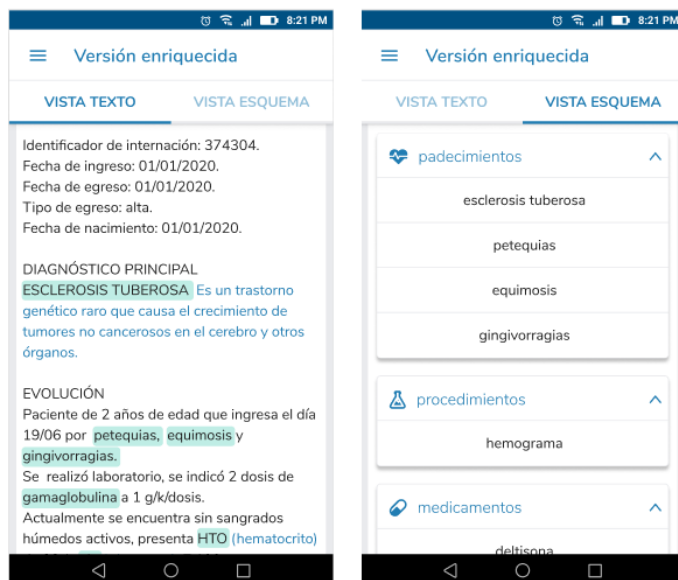 8:21 PM
Versión enriquecida
VISTA TEXTO
VISTA ESQUEMA
Identificador de internación: 374304.
Fecha de ingreso: 01/01/2020.
Fecha de egreso: 01/01/2020.
Tipo de egreso: alta.
Fecha de nacimiento: 01/01/2020.
DIAGNÓSTICO PRINCIPAL
ESCLEROSIS TUBEROSA Es un trastorno
genético raro que causa el crecimiento de
tumores no cancerosos en el cerebro y otros
órganos.
EVOLUCIÓN
Paciente de 2 años de edad que ingresa el día
19/06 por petequias, equimosis y
gingivorragias.
Se realizó laboratorio, se indicó 2 dosis de
gamaglobulina a 1 g/k/dosis.
Actualmente se encuentra sin sangrados
húmedos activos, presenta HTO (hematocrito)
8:21 PM
Versión enriquecida
VISTA TEXTO
VISTA ESQUEMA
padecimientos
esclerosis tuberosa
petequias
equimosis
gingivorragias
procedimientos
hemograma
medicamentos
deltisona